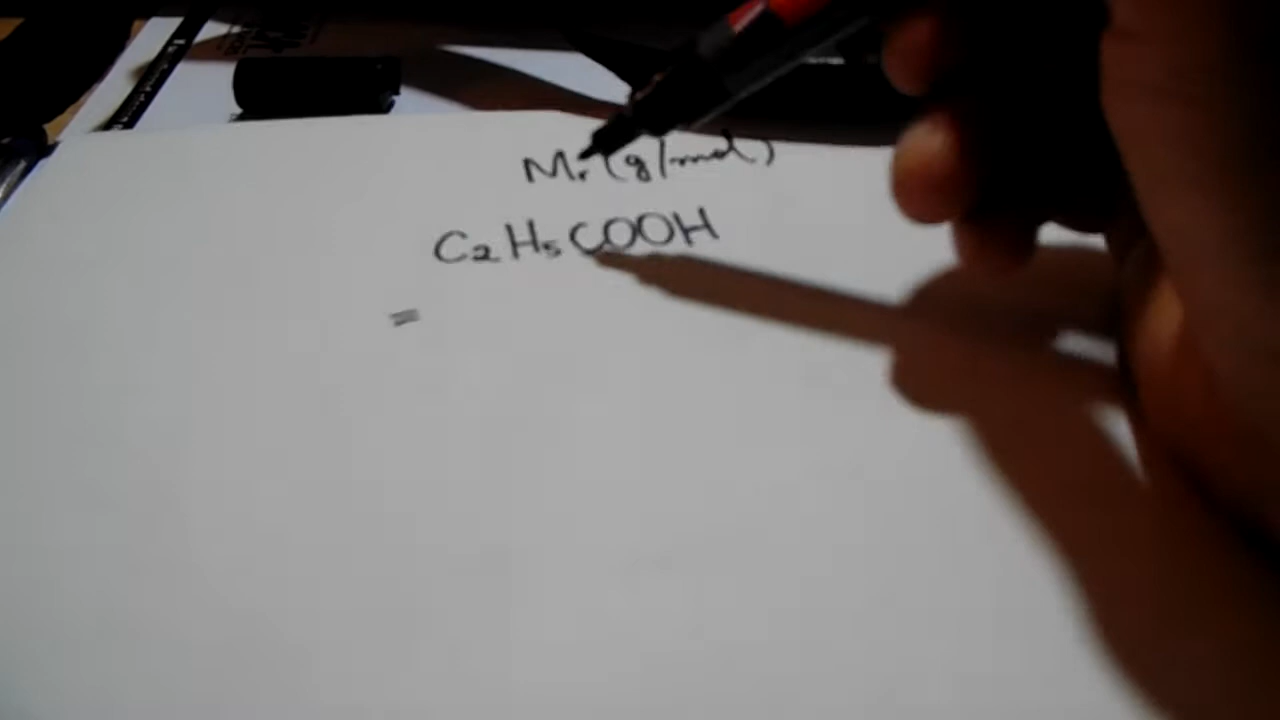 Mr (g/mol)
C₂H₅COOH
=